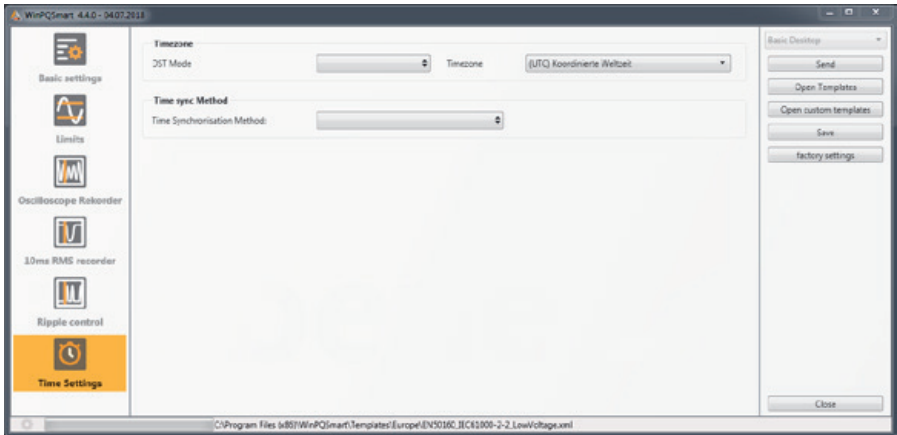 WinPQSmart 4.4.0 - 04.07.2018
Basic settings
Limits
Oscilloscope Rekorder
10ms RMS recorder
Ripple control
Time Settings
Timezone
DST Mode
Timezone
(UTC) Koordinierte Weltzeit
Time sync Method
Time Synchronisation Method:
Basic Desktop
Send
Open Templates
Open custom templates
Save
factory settings
Close
C:\Program Files (x86)\WinPQSmart\Templates\Europe\EN50160_IEC61000-2-2_LowVoltage.xml